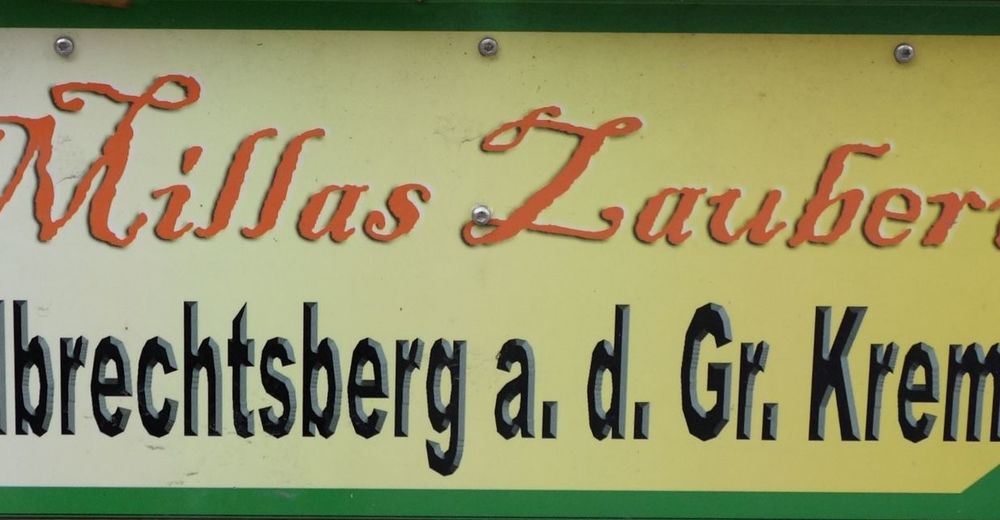 Millas Zauber
lbrechtsberg a. d. Gr. Krem